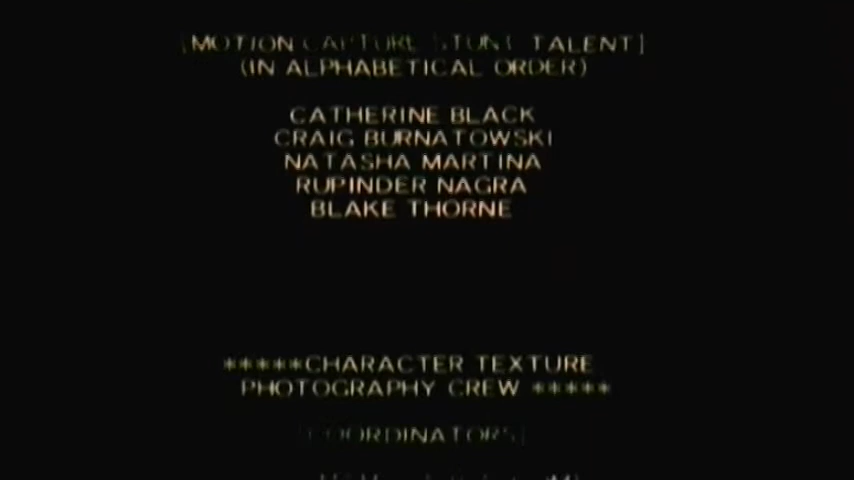 [MOTION CAPTURE STUNT TALENT]
(IN ALPHABETICAL ORDER)
CATHERINE BLACK
CRAIG BURNATOWSKI
NATASHA MARTINA
RUPINDER NAGRA
BLAKE THORNE
*****CHARACTER TEXTURE
PHOTOGRAPHY CREW *****
[COORDINATORS]